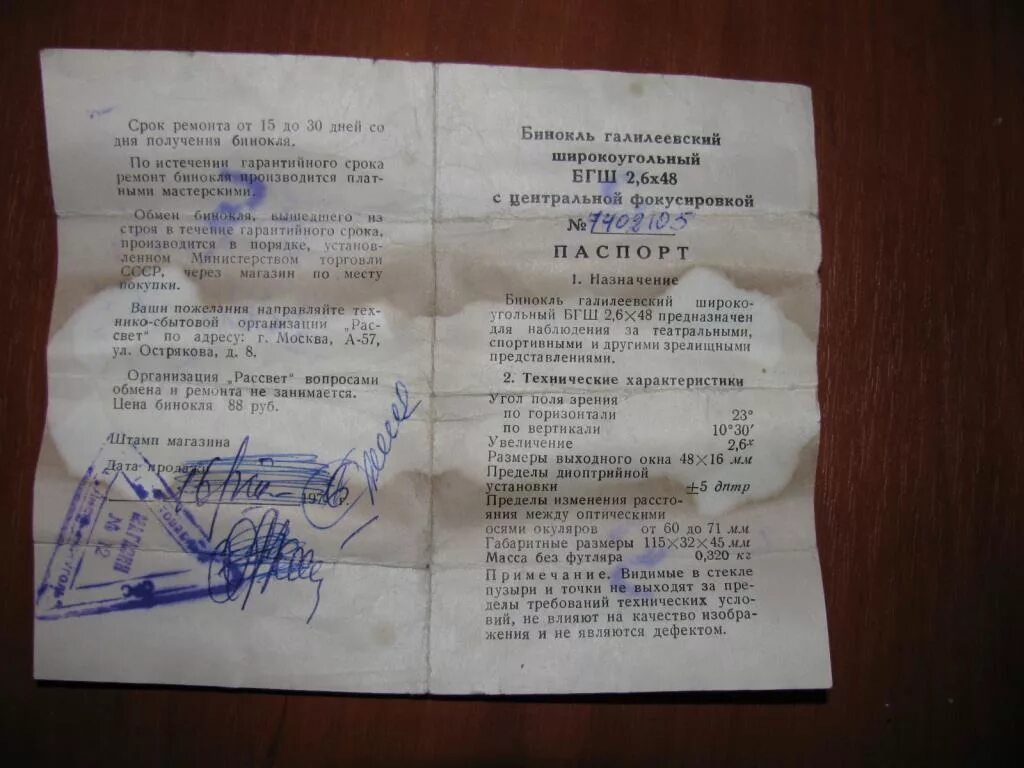 Срок ремонта от 15 до 30 дней со
дня получения бинокля.
По истечении гарантийного срока
ремонт бинокля производится плат-
ными мастерскими.
Обмен бинокля, вышедшего из
строя в течение гарантийного срока,
производится в порядке, установ-
ленном Министерством торговли
СССР, через магазин по месту
покупки.
Ваши пожелания направляйте тех-
нико-сбытовой организации „Рас-
свет“ по адресу: г. Москва, А-57,
ул. Острякова, д. 8.
Организация „Рассвет“ вопросами
обмена и ремонта не занимается.
Цена бинокля 88 руб.
Штамп магазина
Дата продажи
197 г.
МАГАЗИН
Бинокль галилеевский
широкоугольный
БГШ 2,6х48
с центральной фокусировкой
№ 7402105
ПАСПОРТ
1. Назначение
Бинокль галилеевский широко-
угольный БГШ 2,6×48 предназначен
для наблюдения за театральными,
спортивными и другими зрелищными
представлениями.
2. Технические характеристики
Угол поля зрения
по горизонтали 23°
по вертикали 10°30′
Увеличение 2,6ˣ
Размеры выходного окна 48×16 мм
Пределы диоптрийной
установки ±5 дптр
Пределы изменения рассто-
яния между оптическими
осями окуляров от 60 до 71 мм
Габаритные размеры 115×32×45 мм
Масса без футляра 0,320 кг
Примечание. Видимые в стекле
пузыри и точки не выходят за пре-
делы требований технических усло-
вий, не влияют на качество изобра-
жения и не являются дефектом.